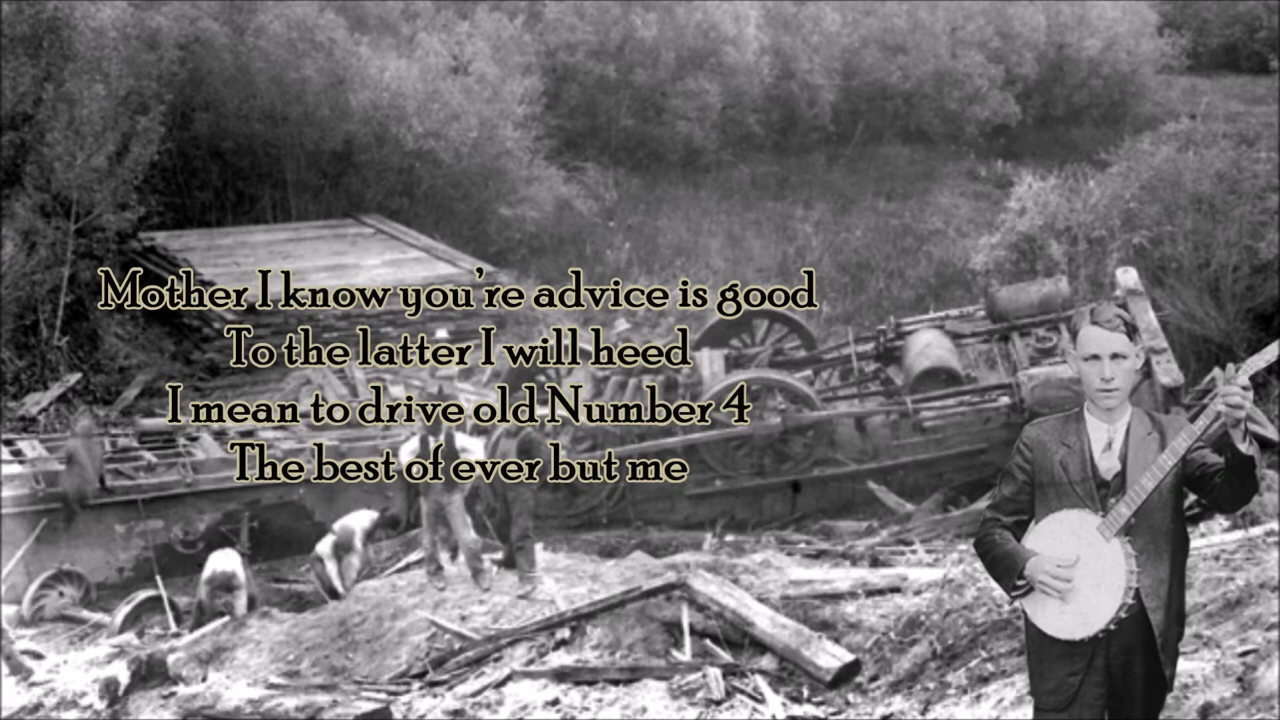 Mother I know you're advice is good
To the latter I will heed
I mean to drive old Number 4
The best of ever but me